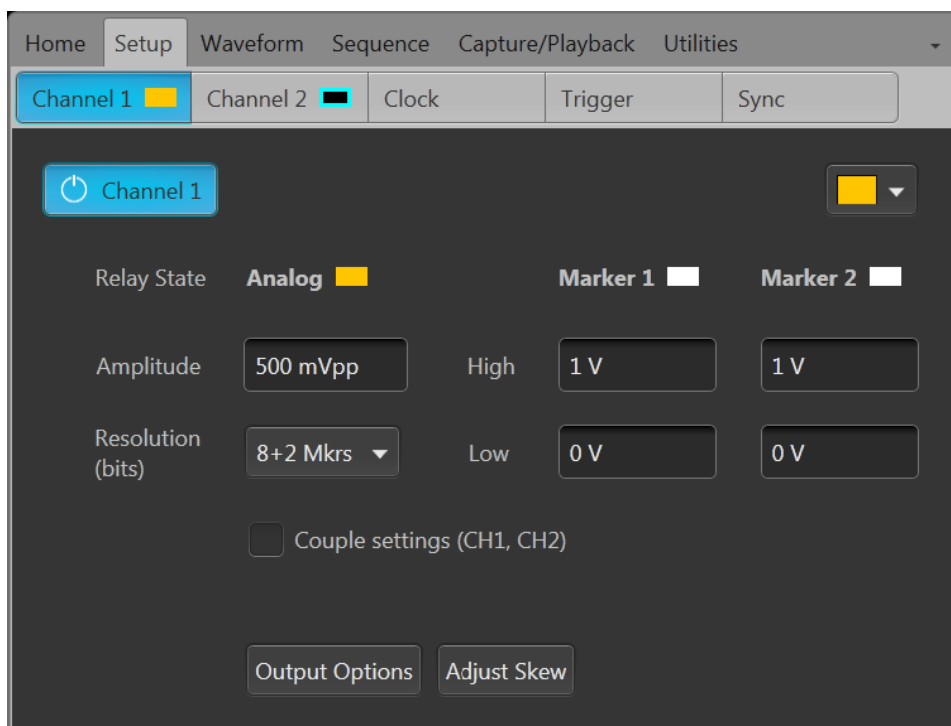 Home Setup Waveform Sequence Capture/Playback Utilities
Channel 1 Channel 2 Clock Trigger Sync
Channel 1
Relay State Analog Marker 1 Marker 2
Amplitude 500 mVpp High 1 V 1 V
Resolution
(bits) 8+2 Mkrs Low 0 V 0 V
Couple settings (CH1, CH2)
Output Options Adjust Skew